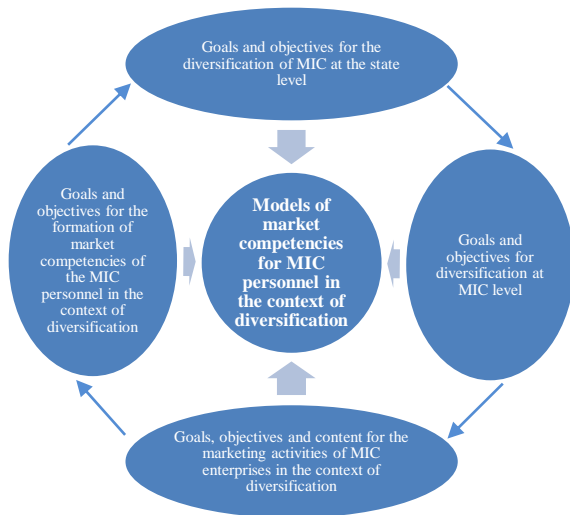 Goals and objectives for the
diversification of MIC at the state
level
Goals and
objectives for the
formation of
market
competencies of
the MIC
personnel in the
context of
diversification
Models of
market
competencies
for MIC
personnel in
the context of
diversification
Goals and
objectives for
diversification at
MIC level
Goals, objectives and content for the
marketing activities of MIC
enterprises in the context of
diversification